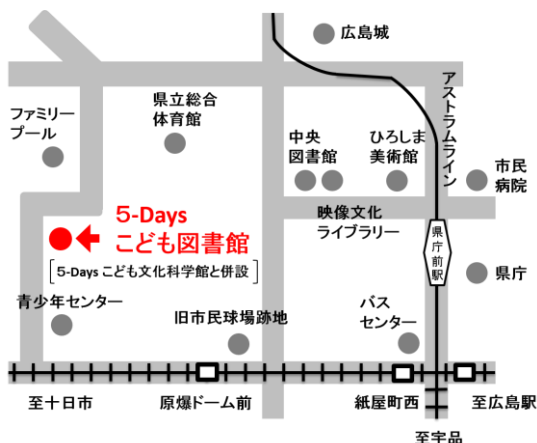 広島城
アストラムライン
ファミリー
プール
県立総合
体育館
中央
図書館
ひろしま
美術館
市民
病院
5-Days
こども図書館
[5-Days こども文化科学館と併設]
映像文化
ライブラリー
県庁前駅
県庁
青少年センター
旧市民球場跡地
バス
センター
至十日市
原爆ドーム前
紙屋町西
至広島駅
至宇品